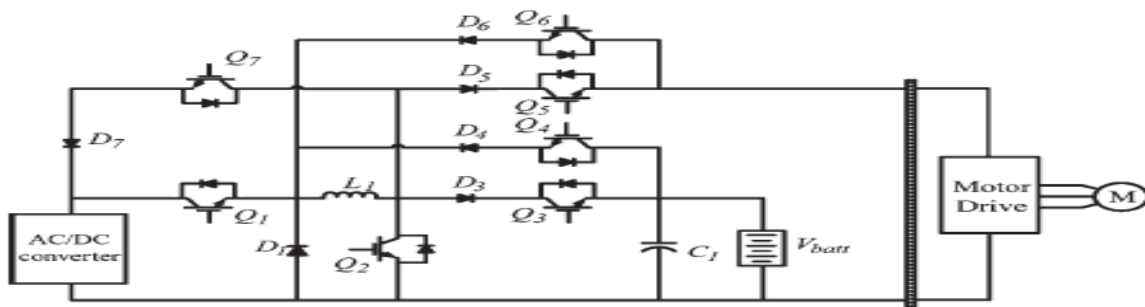 D6
Q6
Q7
D5
Q5
Q4
D7
D4
L1
D3
Q1
Q3
AC/DC
converter
D1
Q2
C1
Vbatt
Motor
Drive
M